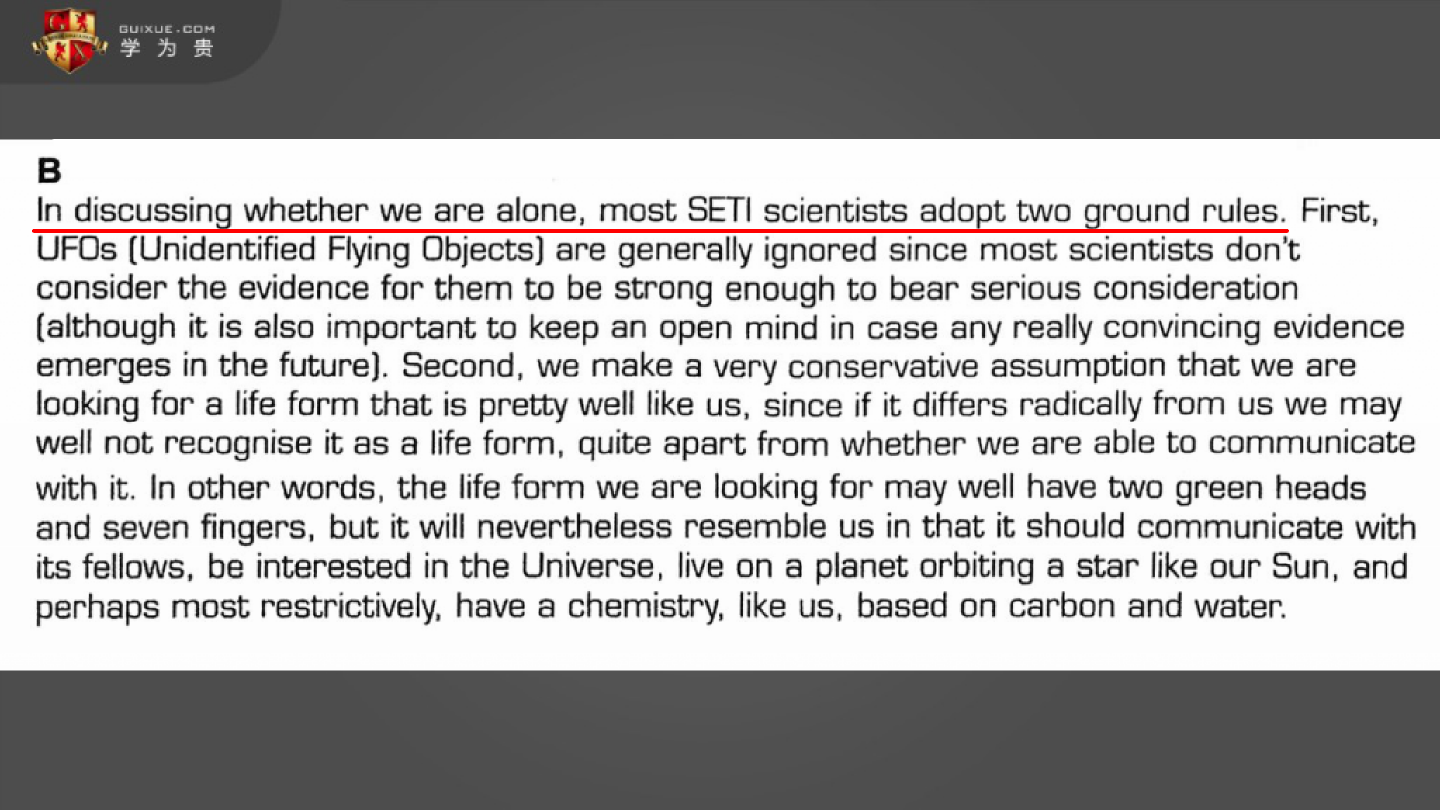 GUIXUE.COM
学为贵
B
In discussing whether we are alone, most SETI scientists adopt two ground rules. First,
UFOs (Unidentified Flying Objects) are generally ignored since most scientists don't
consider the evidence for them to be strong enough to bear serious consideration
(although it is also important to keep an open mind in case any really convincing evidence
emerges in the future). Second, we make a very conservative assumption that we are
looking for a life form that is pretty well like us, since if it differs radically from us we may
well not recognise it as a life form, quite apart from whether we are able to communicate
with it. In other words, the life form we are looking for may well have two green heads
and seven fingers, but it will nevertheless resemble us in that it should communicate with
its fellows, be interested in the Universe, live on a planet orbiting a star like our Sun, and
perhaps most restrictively, have a chemistry, like us, based on carbon and water.